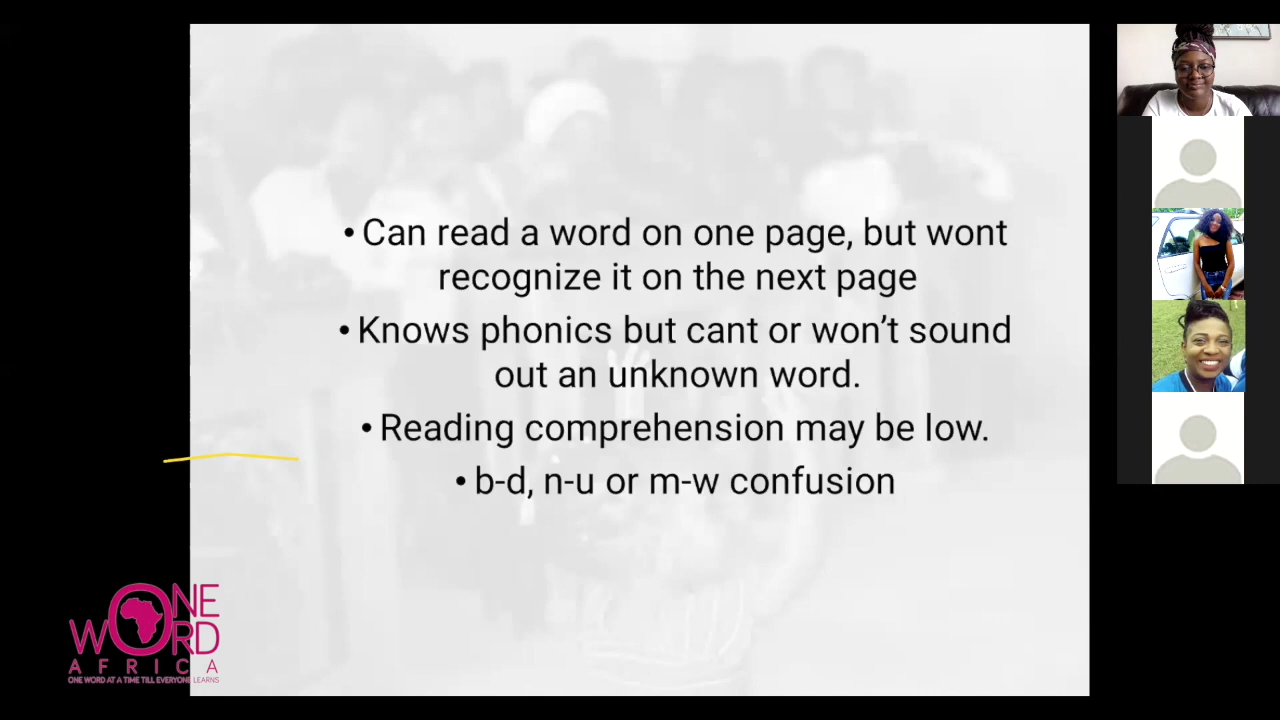 • Can read a word on one page, but wont
recognize it on the next page
• Knows phonics but cant or won’t sound
out an unknown word.
• Reading comprehension may be low.
• b-d, n-u or m-w confusion
ONE
WORD
AFRICA
ONE WORD AT A TIME TILL EVERYONE LEARNS